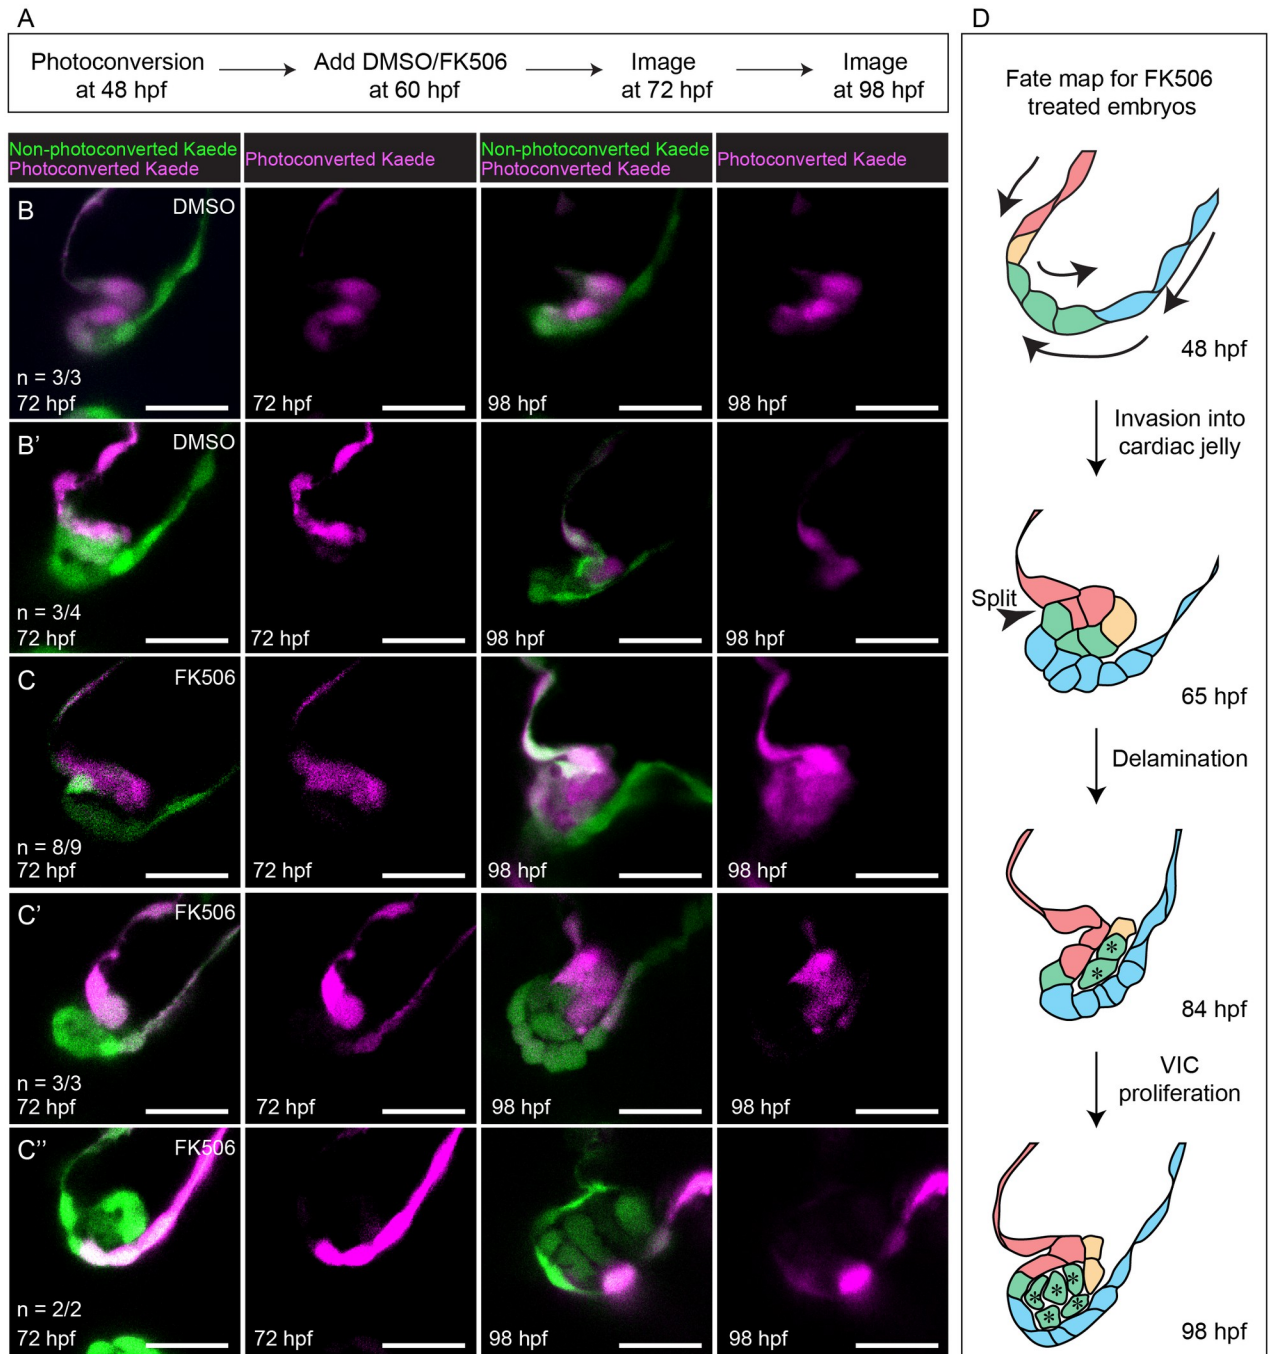 A
Photoconversion
at 48 hpf
Add DMSO/FK506
at 60 hpf
Image
at 72 hpf
Image
at 98 hpf
Non-photoconverted Kaede
Photoconverted Kaede
Photoconverted Kaede
Non-photoconverted Kaede
Photoconverted Kaede
Photoconverted Kaede
B
DMSO
n = 3/3
72 hpf
72 hpf
98 hpf
98 hpf
B’
DMSO
n = 3/4
72 hpf
72 hpf
98 hpf
98 hpf
C
FK506
n = 8/9
72 hpf
72 hpf
98 hpf
98 hpf
C’
FK506
n = 3/3
72 hpf
72 hpf
98 hpf
98 hpf
C’’
FK506
n = 2/2
72 hpf
72 hpf
98 hpf
98 hpf
D
Fate map for FK506
treated embryos
48 hpf
Invasion into
cardiac jelly
Split
65 hpf
Delamination
* *
84 hpf
VIC
proliferation
* * * * *
98 hpf